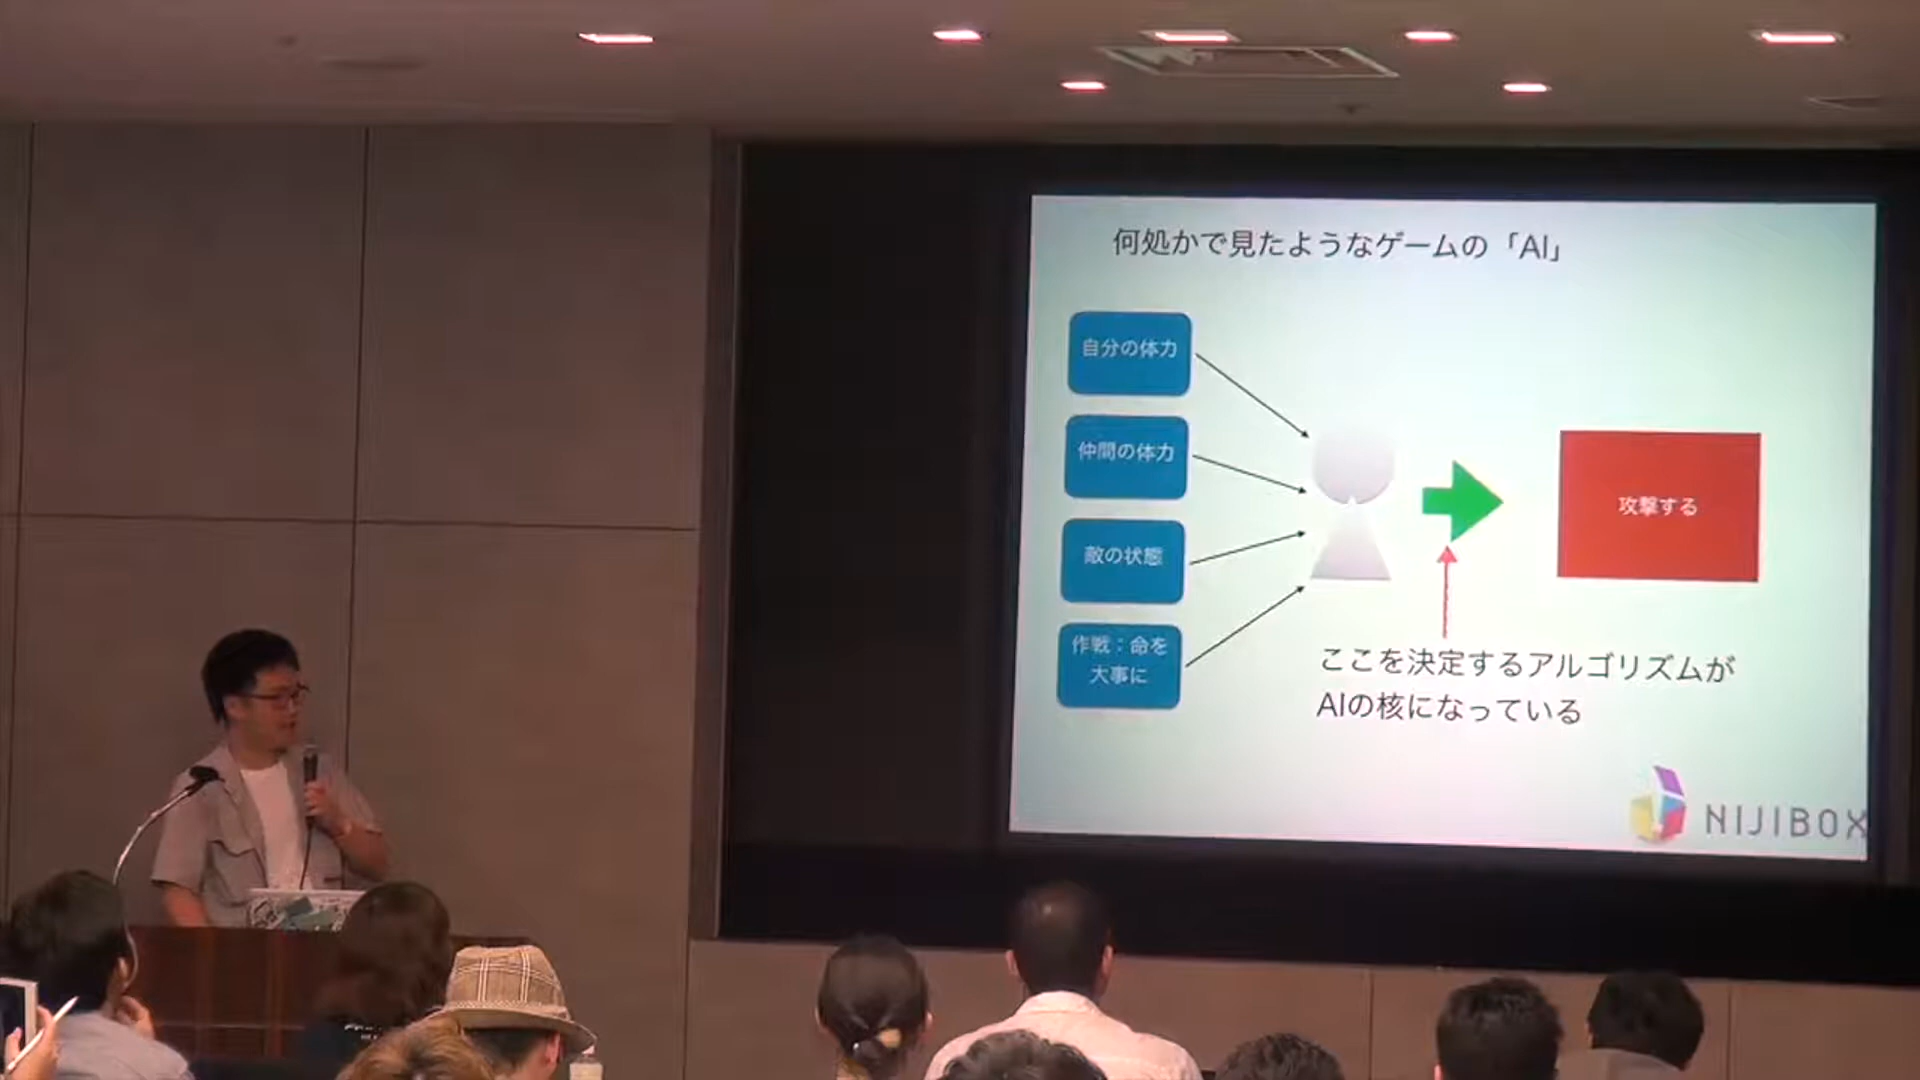 何処かで見たようなゲームの「AI」
自分の体力
仲間の体力
敵の状態
作戦：命を
大事に
攻撃する
ここを決定するアルゴリズムが
AIの核になっている
NIJIBOX